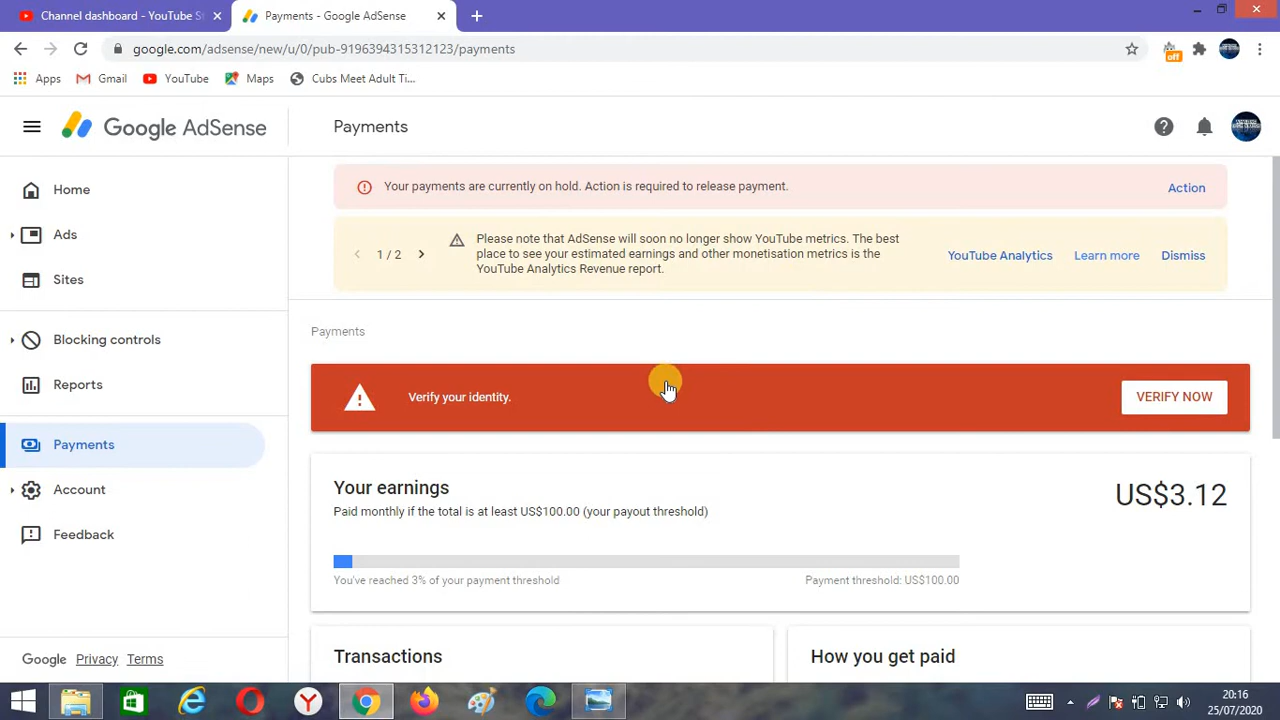 Channel dashboard - YouTube St
Payments - Google AdSense
google.com/adsense/new/u/0/pub-9196394315312123/payments
off
Apps
Gmail
YouTube
Maps
Cubs Meet Adult Ti...
Google AdSense
Payments
Home
Ads
Sites
Blocking controls
Reports
Payments
Account
Feedback
Google Privacy Terms
Your payments are currently on hold. Action is required to release payment.
Action
1 / 2
Please note that AdSense will soon no longer show YouTube metrics. The best
place to see your estimated earnings and other monetisation metrics is the
YouTube Analytics Revenue report.
YouTube Analytics
Learn more
Dismiss
Payments
Verify your identity.
VERIFY NOW
Your earnings
Paid monthly if the total is at least US$100.00 (your payout threshold)
US$3.12
You've reached 3% of your payment threshold
Payment threshold: US$100.00
Transactions
How you get paid
20:16
25/07/2020